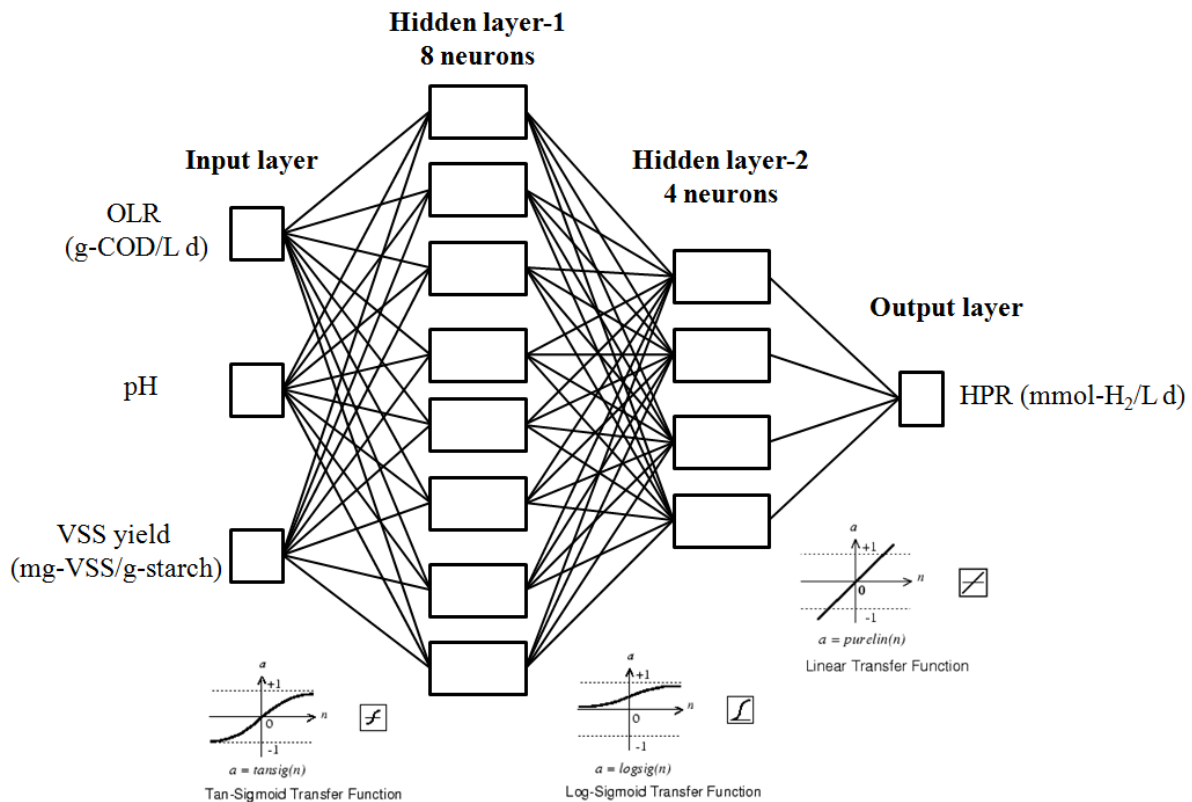 Hidden layer-1
8 neurons
Input layer
Hidden layer-2
4 neurons
OLR
(g-COD/L d)
Output layer
pH
HPR (mmol-H₂/L d)
VSS yield
(mg-VSS/g-starch)
a
+1
n
0
-1
a = purelin(n)
Linear Transfer Function
a
+1
n
0
-1
a = tansig(n)
Tan-Sigmoid Transfer Function
a
+1
n
0
-1
a = logsig(n)
Log-Sigmoid Transfer Function